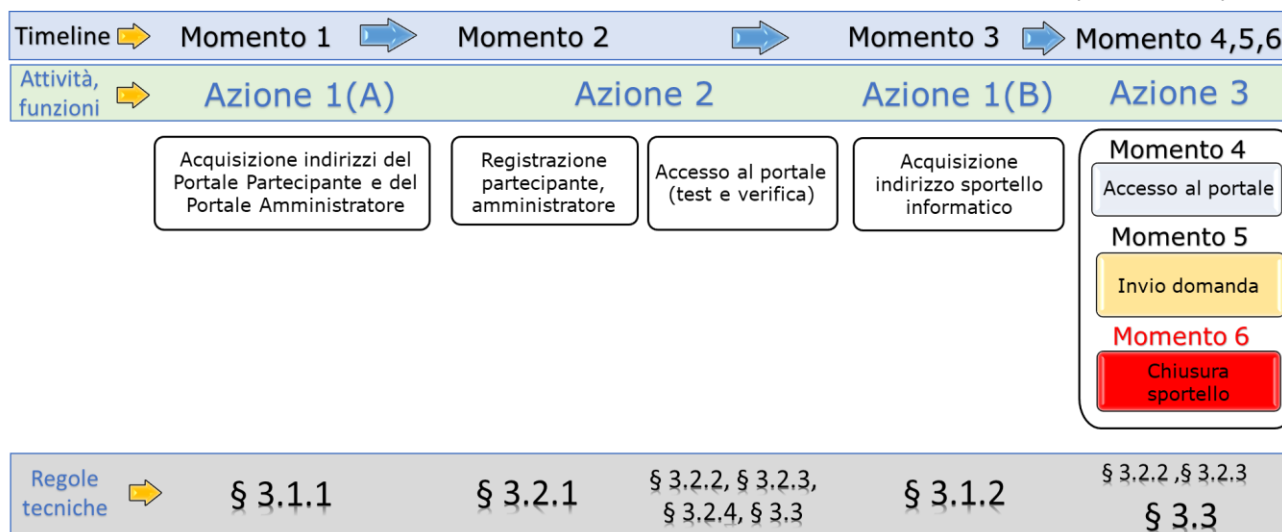 Timeline Momento 1 Momento 2 Momento 3 Momento 4,5,6
Attività,
funzioni
Azione 1(A) Azione 2 Azione 1(B) Azione 3
Acquisizione indirizzi del
Portale Partecipante e del
Portale Amministratore
Registrazione
partecipante,
amministratore
Accesso al portale
(test e verifica)
Acquisizione
indirizzo sportello
informatico
Momento 4
Accesso al portale
Momento 5
Invio domanda
Momento 6
Chiusura
sportello
Regole
tecniche
§ 3.1.1
§ 3.2.1
§ 3.2.2, § 3.2.3,
§ 3.2.4, § 3.3
§ 3.1.2
§ 3.2.2 ,§ 3.2.3
§ 3.3